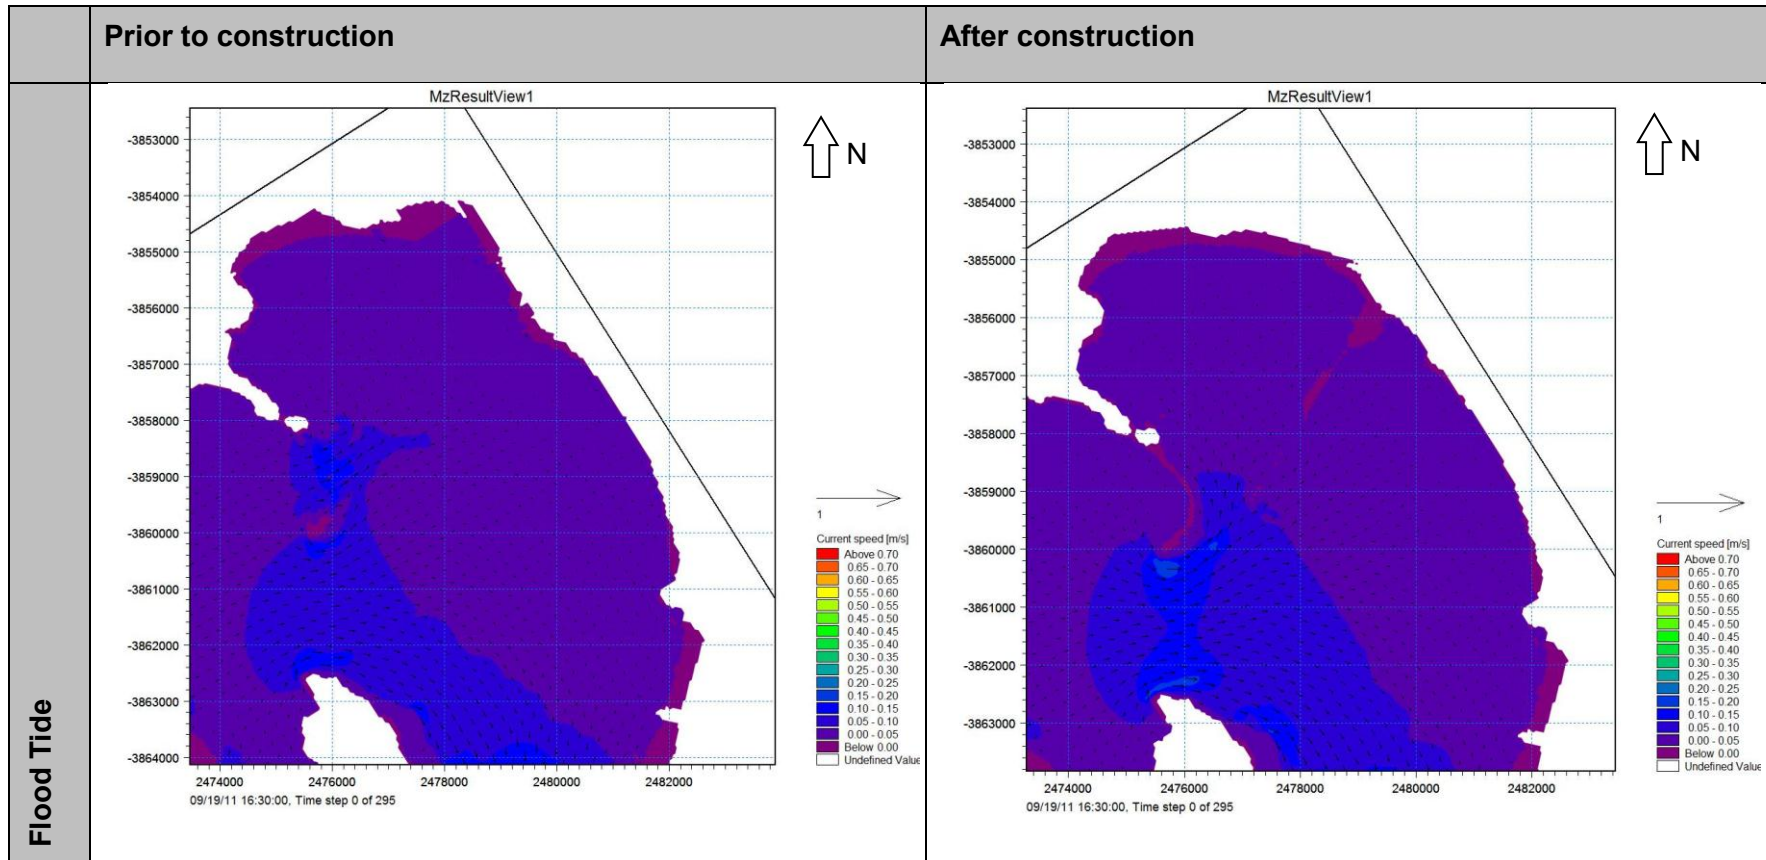 Prior to construction
After construction
Flood Tide
MzResultView1
N
-3853000
-3854000
-3855000
-3856000
-3857000
-3858000
-3859000
-3860000
-3861000
-3862000
-3863000
-3864000
1
Current speed [m/s]
Above 0.70
0.65 - 0.70
0.60 - 0.65
0.55 - 0.60
0.50 - 0.55
0.45 - 0.50
0.40 - 0.45
0.35 - 0.40
0.30 - 0.35
0.25 - 0.30
0.20 - 0.25
0.15 - 0.20
0.10 - 0.15
0.05 - 0.10
0.00 - 0.05
Below 0.00
Undefined Value
2474000 2476000 2478000 2480000 2482000
09/19/11 16:30:00, Time step 0 of 295
MzResultView1
N
-3853000
-3854000
-3855000
-3856000
-3857000
-3858000
-3859000
-3860000
-3861000
-3862000
-3863000
1
Current speed [m/s]
Above 0.70
0.65 - 0.70
0.60 - 0.65
0.55 - 0.60
0.50 - 0.55
0.45 - 0.50
0.40 - 0.45
0.35 - 0.40
0.30 - 0.35
0.25 - 0.30
0.20 - 0.25
0.15 - 0.20
0.10 - 0.15
0.05 - 0.10
0.00 - 0.05
Below 0.00
Undefined Value
2474000 2476000 2478000 2480000 2482000
09/19/11 16:30:00, Time step 0 of 295